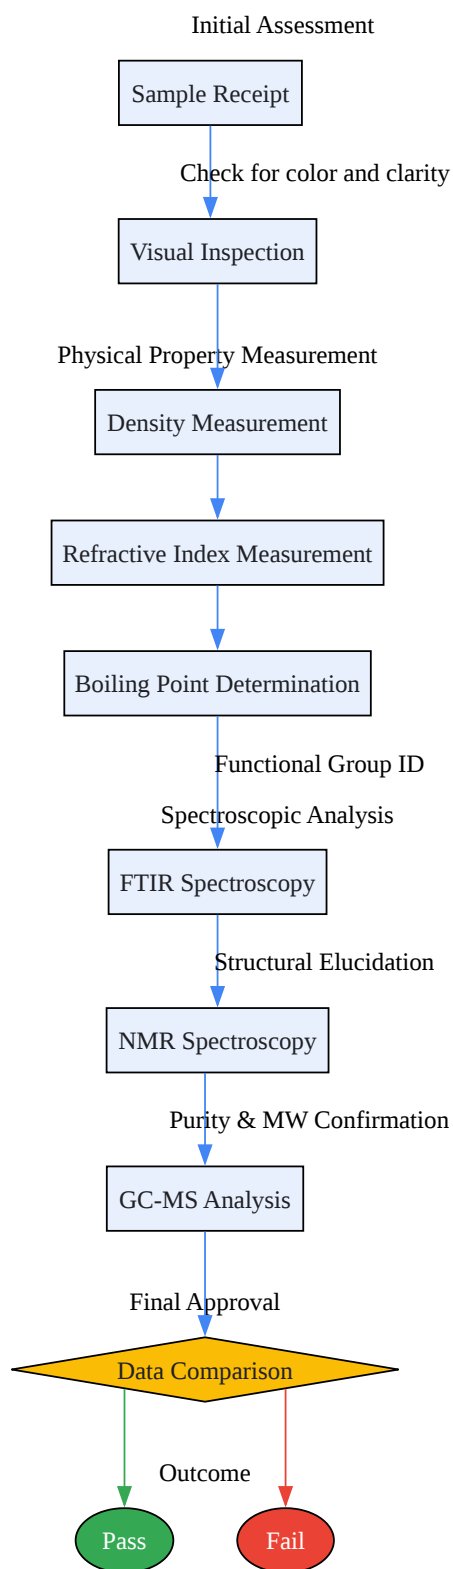 Initial Assessment
Sample Receipt
Check for color and clarity
Visual Inspection
Physical Property Measurement
Density Measurement
Refractive Index Measurement
Boiling Point Determination
Functional Group ID
Spectroscopic Analysis
FTIR Spectroscopy
Structural Elucidation
NMR Spectroscopy
Purity & MW Confirmation
GC-MS Analysis
Final Approval
Data Comparison
Outcome
Pass
Fail